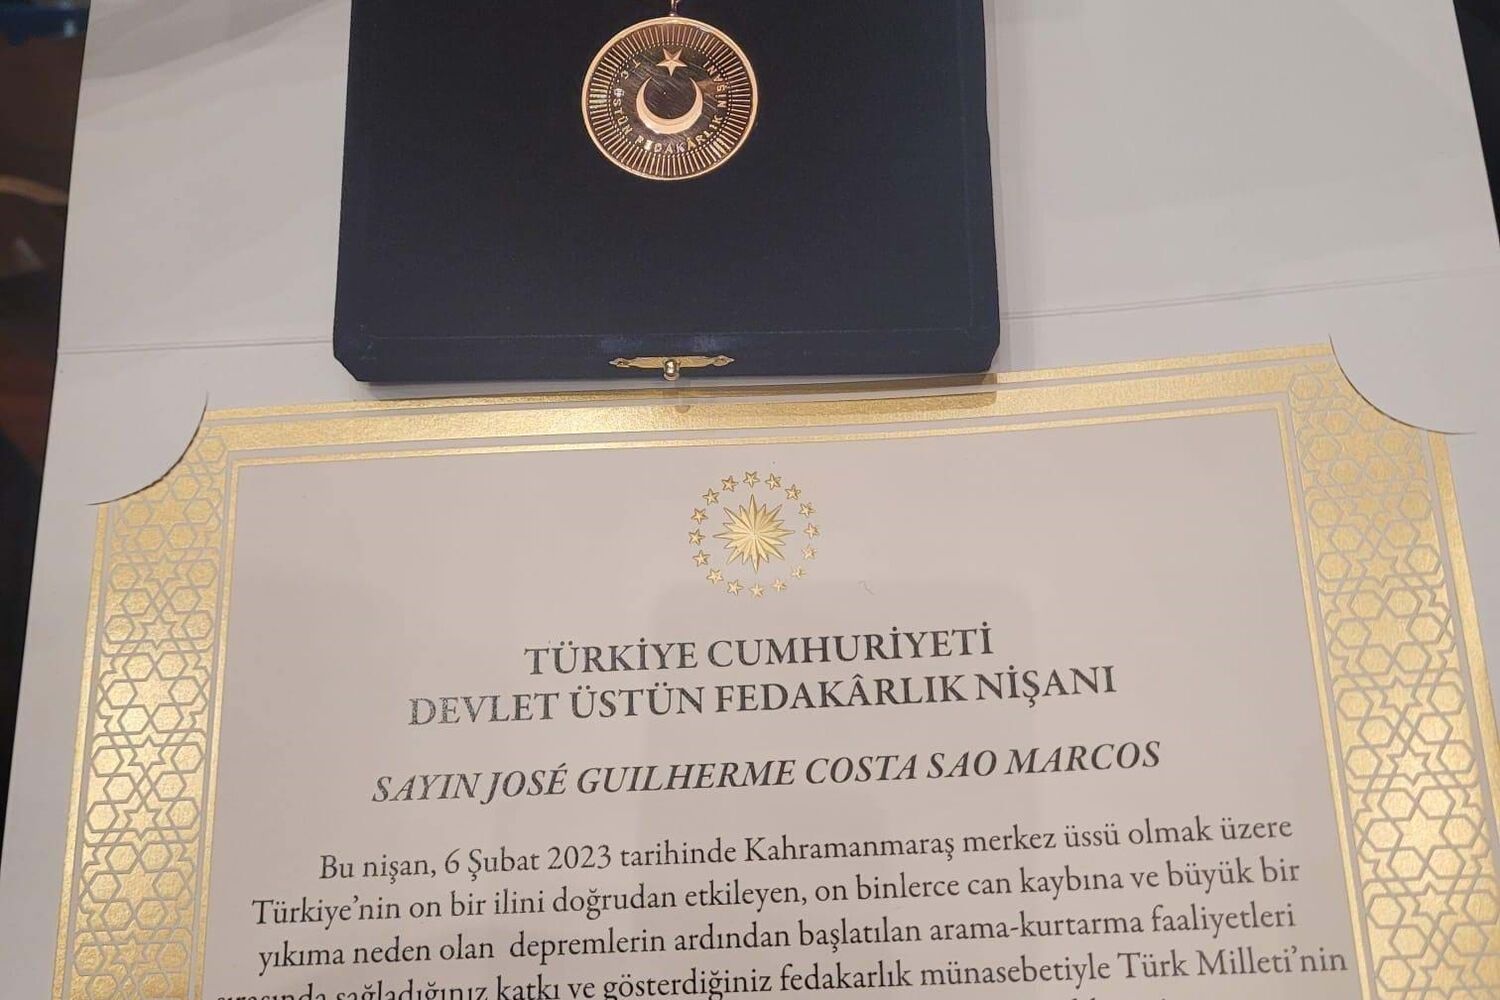 T.C. ÜSTÜN FEDAKÂRLIK NİŞANI
TÜRKİYE CUMHURİYETİ
DEVLET ÜSTÜN FEDAKÂRLIK NİŞANI
SAYIN JOSÉ GUILHERME COSTA SAO MARCOS
Bu nişan, 6 Şubat 2023 tarihinde Kahramanmaraş merkez üssü olmak üzere
Türkiye'nin on bir ilini doğrudan etkileyen, on binlerce can kaybına ve büyük bir
yıkıma neden olan depremlerin ardından başlatılan arama-kurtarma faaliyetleri
sağladığınız katkı ve gösterdiğiniz fedakarlık münasebetiyle Türk Milleti'nin